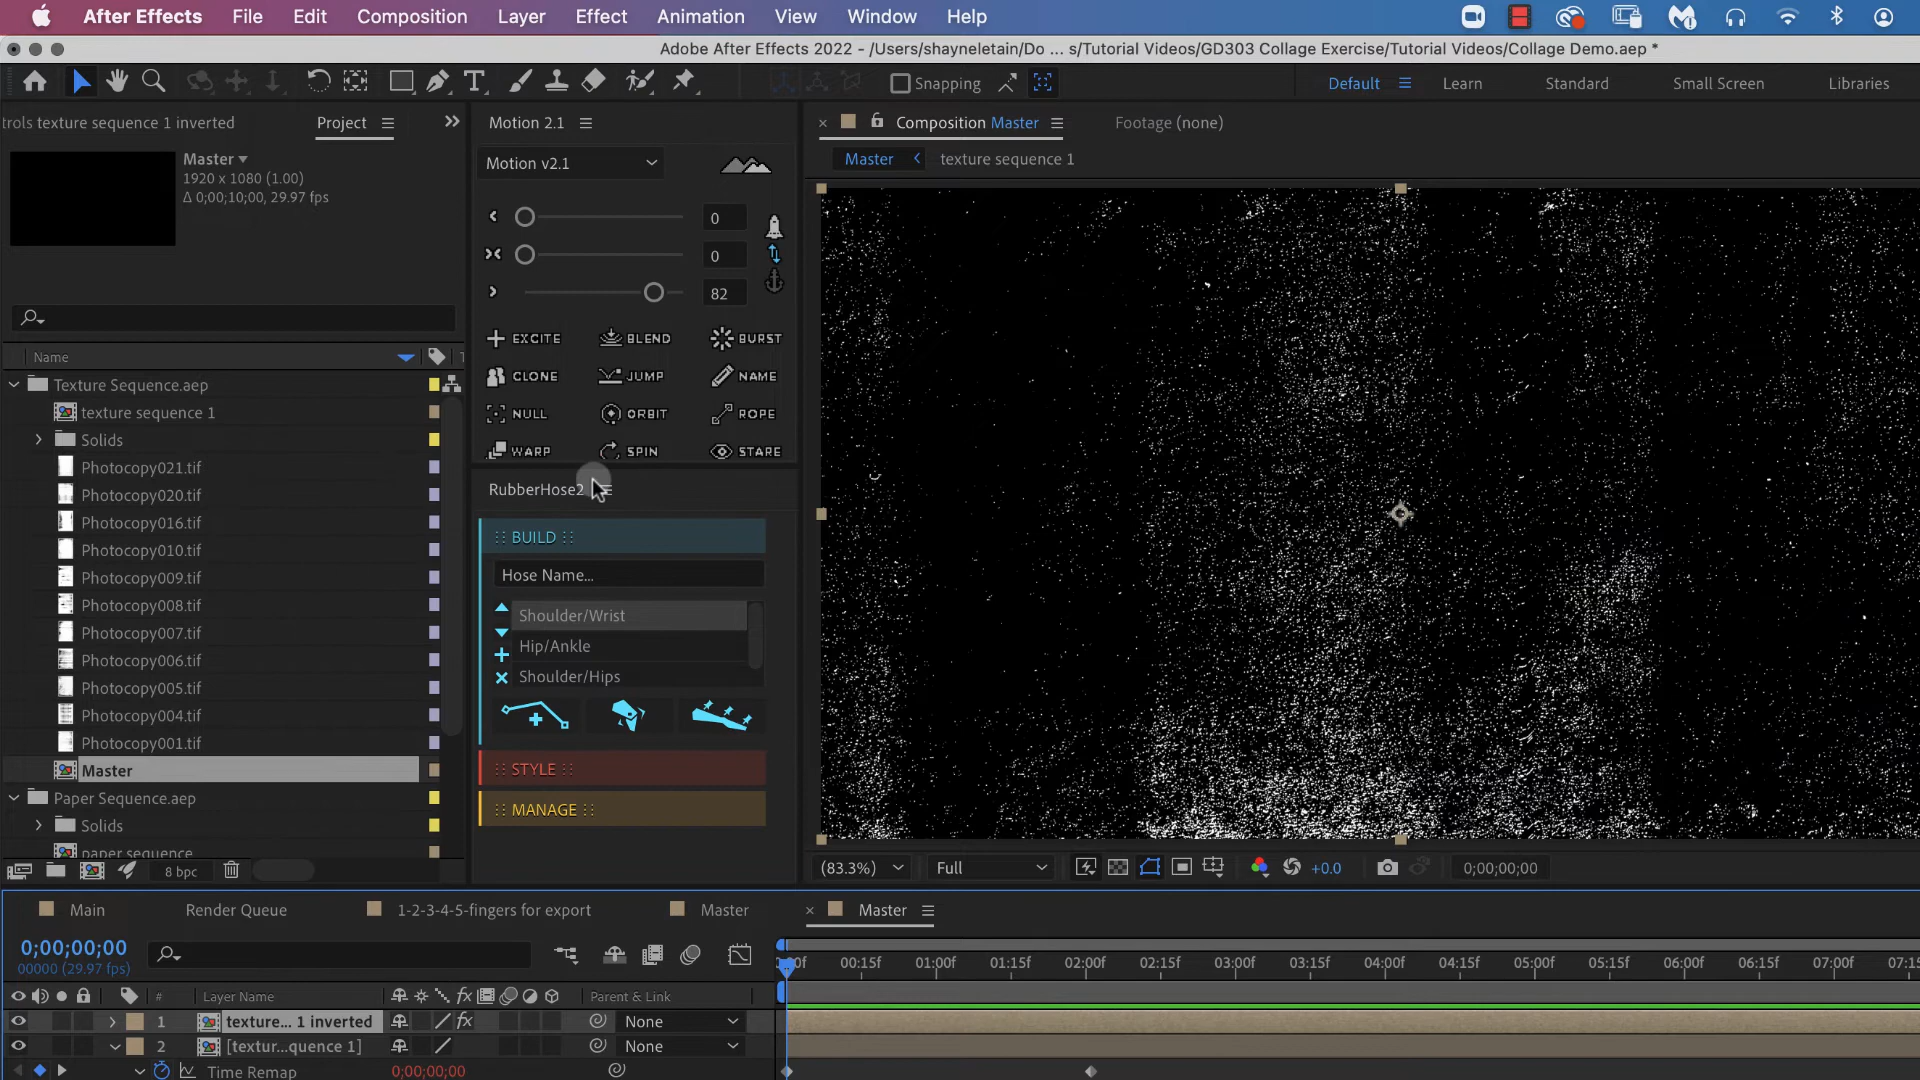 After Effects File Edit Composition Layer Effect Animation View Window Help
Adobe After Effects 2022 - /Users/shayneletain/Do ... s/Tutorial Videos/GD303 Collage Exercise/Tutorial Videos/Collage Demo.aep *
Snapping Default Learn Standard Small Screen Libraries
trols texture sequence 1 inverted Project
Motion 2.1
Composition Master Footage (none)
Master
1920 x 1080 (1.00)
Δ 0;00;10;00, 29.97 fps
Motion v2.1
Master texture sequence 1
0
0
82
EXCITE BLEND BURST
CLONE JUMP NAME
NULL ORBIT ROPE
WARP SPIN STARE
Name
Texture Sequence.aep
texture sequence 1
Solids
Photocopy021.tif
Photocopy020.tif
Photocopy016.tif
Photocopy010.tif
Photocopy009.tif
Photocopy008.tif
Photocopy007.tif
Photocopy006.tif
Photocopy005.tif
Photocopy004.tif
Photocopy001.tif
Master
Paper Sequence.aep
Solids
paper sequence
8 bpc
RubberHose2
:: BUILD ::
Hose Name...
Shoulder/Wrist
Hip/Ankle
Shoulder/Hips
:: STYLE ::
:: MANAGE ::
(83.3%) Full +0.0 0;00;00;00
Main Render Queue 1-2-3-4-5-fingers for export Master Master
0;00;00;00
00000 (29.97 fps)
00f 00:15f 01:00f 01:15f 02:00f 02:15f 03:00f 03:15f 04:00f 04:15f 05:00f 05:15f 06:00f 06:15f 07:00f 07:15
# Layer Name fx Parent & Link
1 texture... 1 inverted fx None
2 [textur...quence 1] None
Time Remap 0;00;00;00